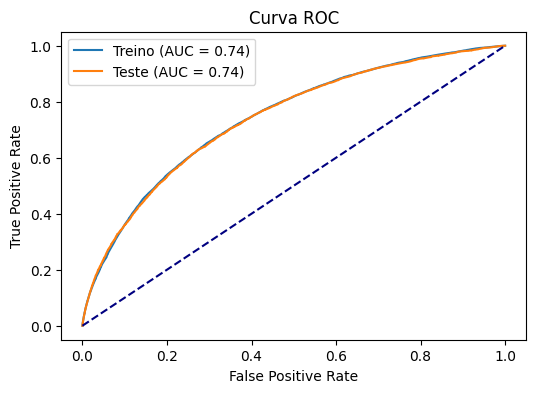 Curva ROC
Treino (AUC = 0.74)
Teste (AUC = 0.74)
True Positive Rate
1.0
0.8
0.6
0.4
0.2
0.0
0.0 0.2 0.4 0.6 0.8 1.0
False Positive Rate